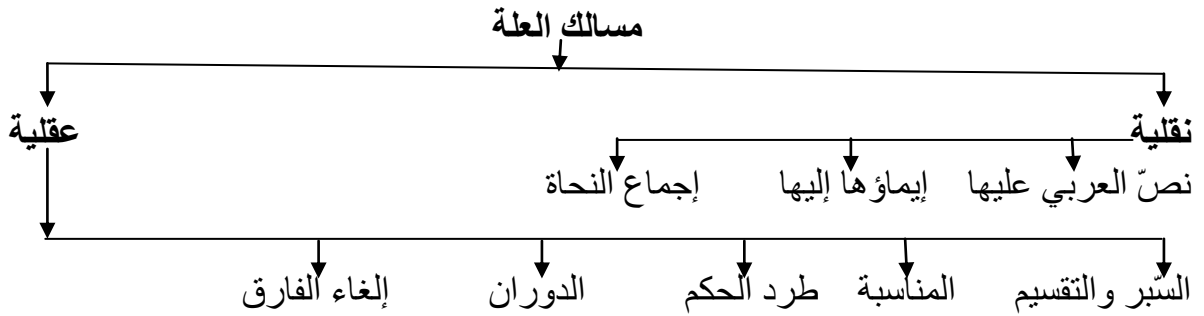 مسالك العلة
نقلية عقلية
نصّ العربي عليها إيماؤها إليها إجماع النحاة
السّبر والتقسيم المناسبة طرد الحكم الدوران إلغاء الفارق